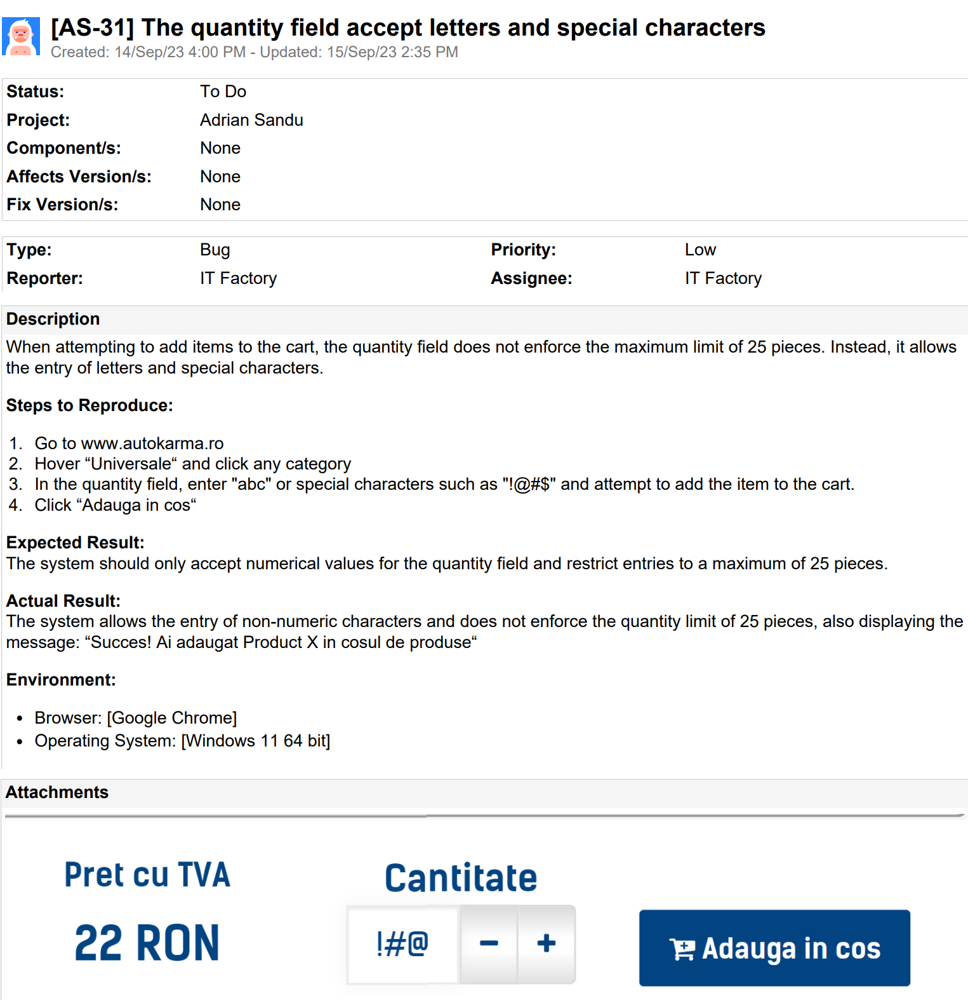 [AS-31] The quantity field accept letters and special characters
Created: 14/Sep/23 4:00 PM - Updated: 15/Sep/23 2:35 PM
Status: To Do
Project: Adrian Sandu
Component/s: None
Affects Version/s: None
Fix Version/s: None
Type: Bug Priority: Low
Reporter: IT Factory Assignee: IT Factory
Description
When attempting to add items to the cart, the quantity field does not enforce the maximum limit of 25 pieces. Instead, it allows
the entry of letters and special characters.
Steps to Reproduce:
1. Go to www.autokarma.ro
2. Hover “Universale“ and click any category
3. In the quantity field, enter "abc" or special characters such as "!@#$" and attempt to add the item to the cart.
4. Click “Adauga in cos“
Expected Result:
The system should only accept numerical values for the quantity field and restrict entries to a maximum of 25 pieces.
Actual Result:
The system allows the entry of non-numeric characters and does not enforce the quantity limit of 25 pieces, also displaying the
message: “Succes! Ai adaugat Product X in cosul de produse“
Environment:
• Browser: [Google Chrome]
• Operating System: [Windows 11 64 bit]
Attachments
Pret cu TVA Cantitate
22 RON !#@ − + Adauga in cos